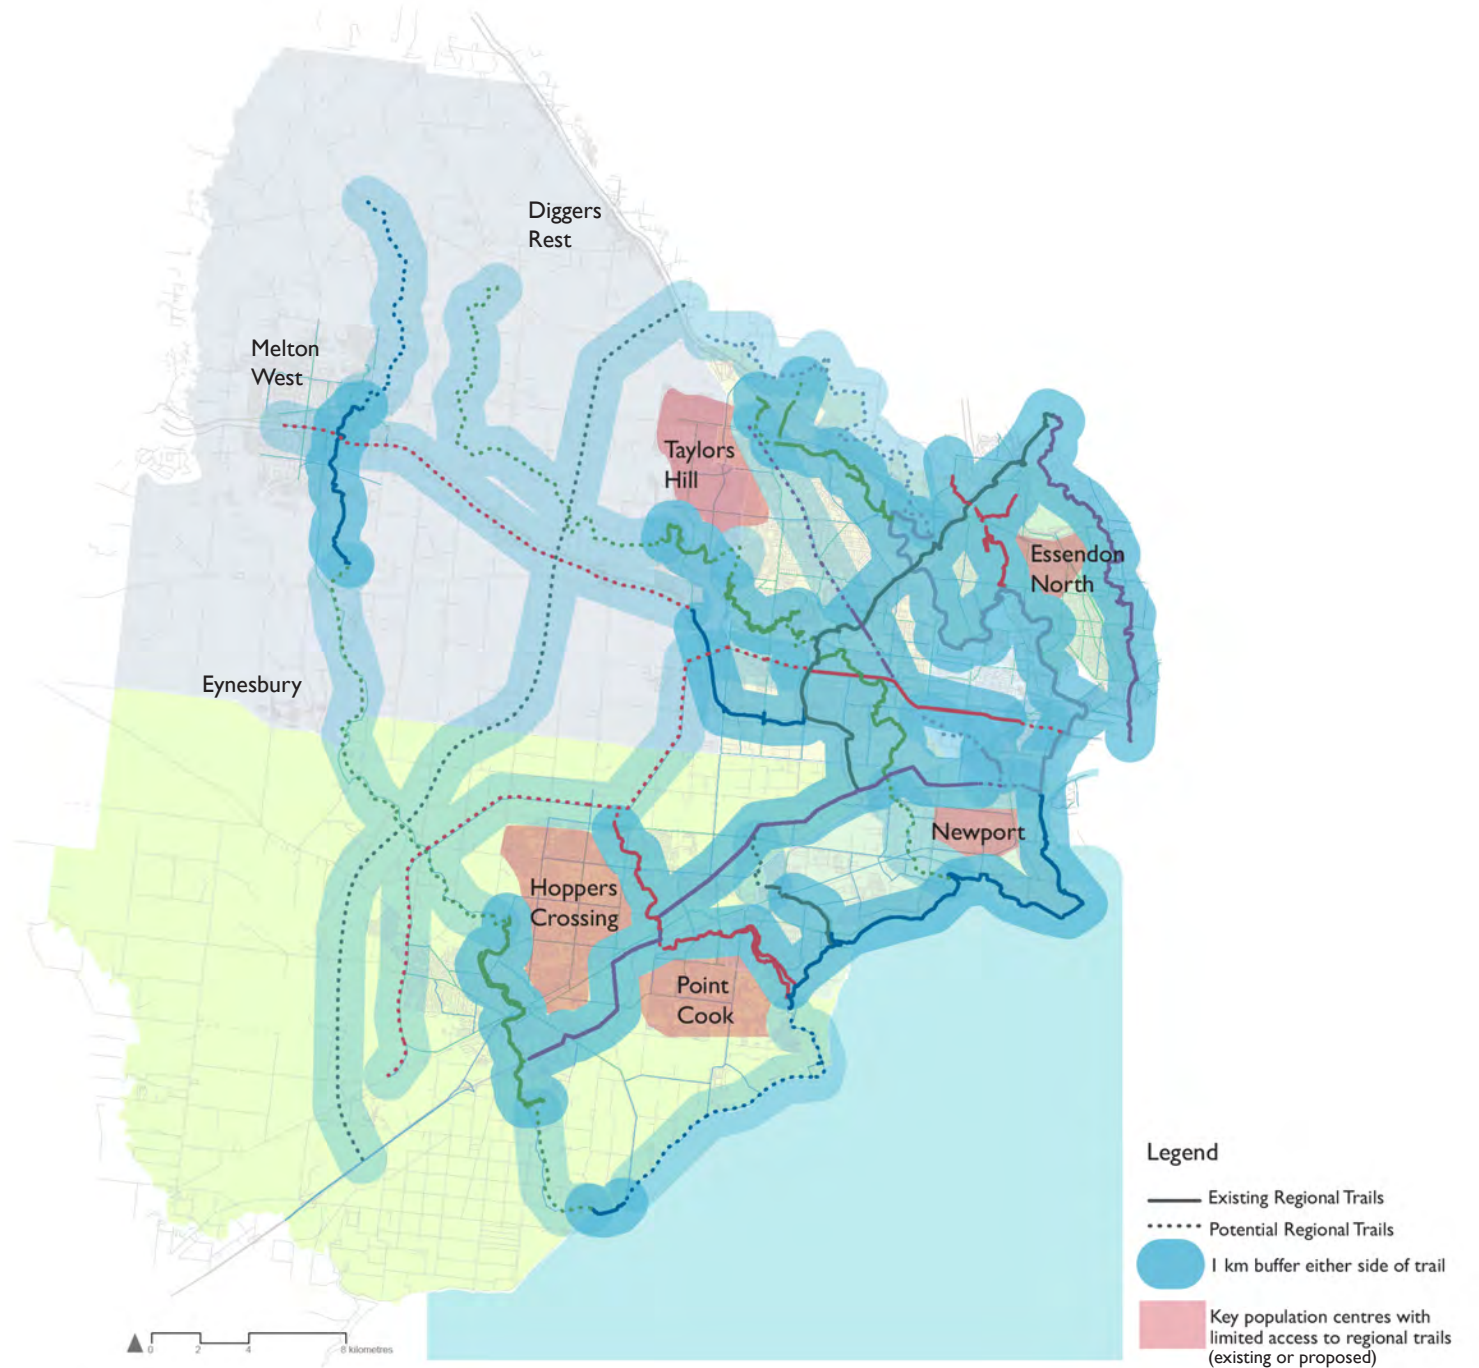 Diggers
Rest
Melton
West
Taylors
Hill
Essendon
North
Eynesbury
Newport
Hoppers
Crossing
Point
Cook
Legend
Existing Regional Trails
Potential Regional Trails
1 km buffer either side of trail
Key population centres with
limited access to regional trails
(existing or proposed)
0 2 4 8 kilometres